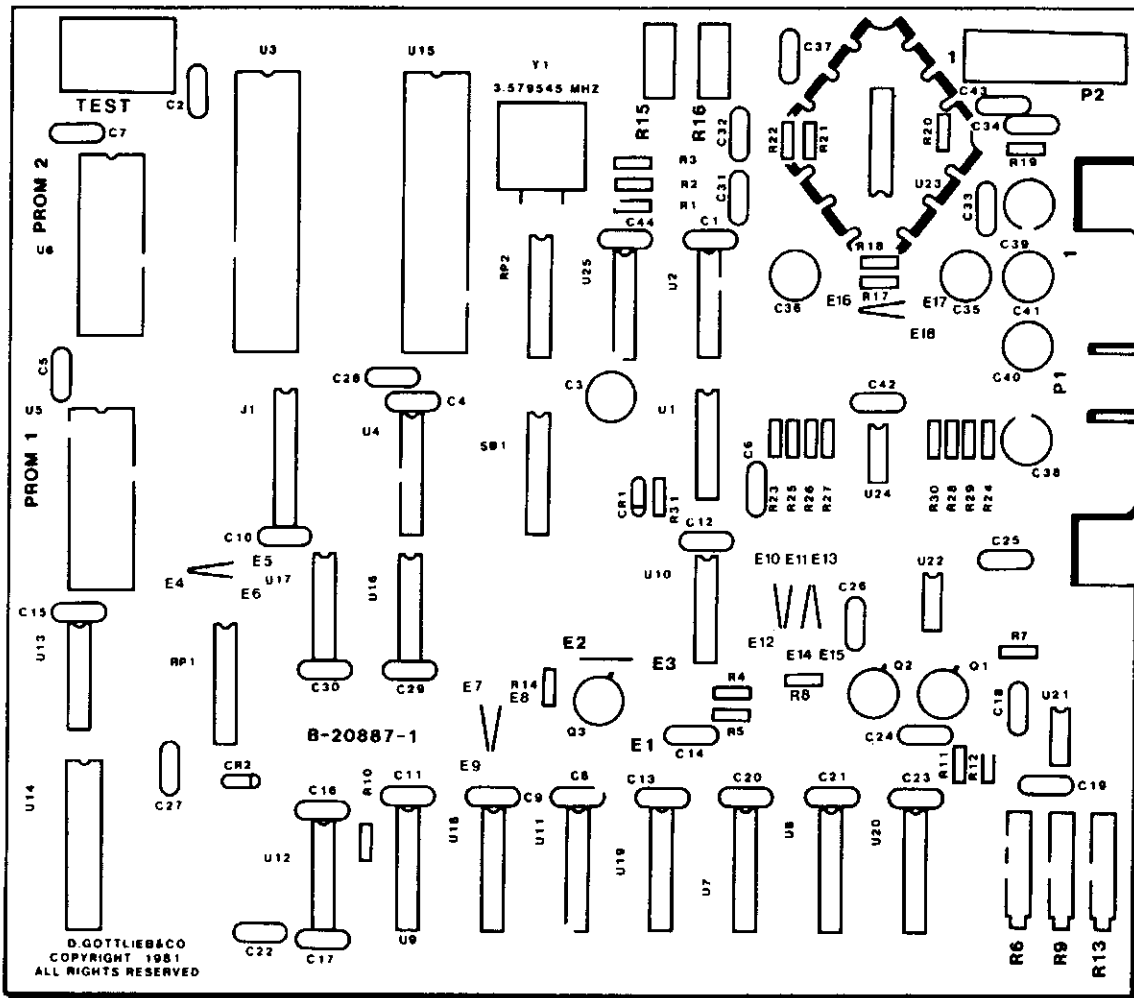 U3
U15
Y1
3.579545 MHZ
TEST
C2
C7
PROM 2
U6
R15
R16
C32
C31
R3
R2
R1
C44
C1
RP2
U25
U2
C37
1
P2
C43
C34
R22
R21
R20
R19
U23
C33
C39
1
R18
R17
E16
E17
E18
C36
C35
C41
C40
P1
C5
U5
PROM 1
J1
C28
C4
U4
SW1
C3
U1
C42
C6
R23
R25
R26
R27
U24
R30
R28
R29
R24
C38
CR1
R31
C12
C10
E5
E4
E6
U17
U16
U10
E10
E11
E13
U22
C25
C26
E12
E14
E15
C15
U13
RP1
C30
C29
E2
E3
R14
E7
E8
Q3
R4
R5
R8
Q2
Q1
R7
C18
U21
B-20887-1
E1
C14
C24
E9
R11
R12
C19
U14
C27
CR2
C16
R10
C11
U18
C9
C8
U11
C13
C20
C21
C23
U12
U19
U7
U8
U20
U9
C22
C17
R6
R9
R13
D.GOTTLIEB&CO
COPYRIGHT 1981
ALL RIGHTS RESERVED